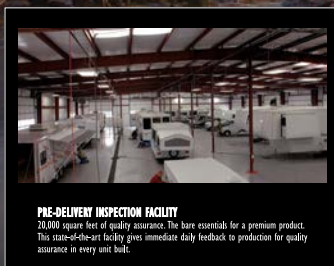 PRE-DELIVERY INSPECTION FACILITY
20,000 square feet of quality assurance. The bare essentials for a premium product.
This state-of-the-art facility gives immediate daily feedback to production for quality
assurance in every unit built.